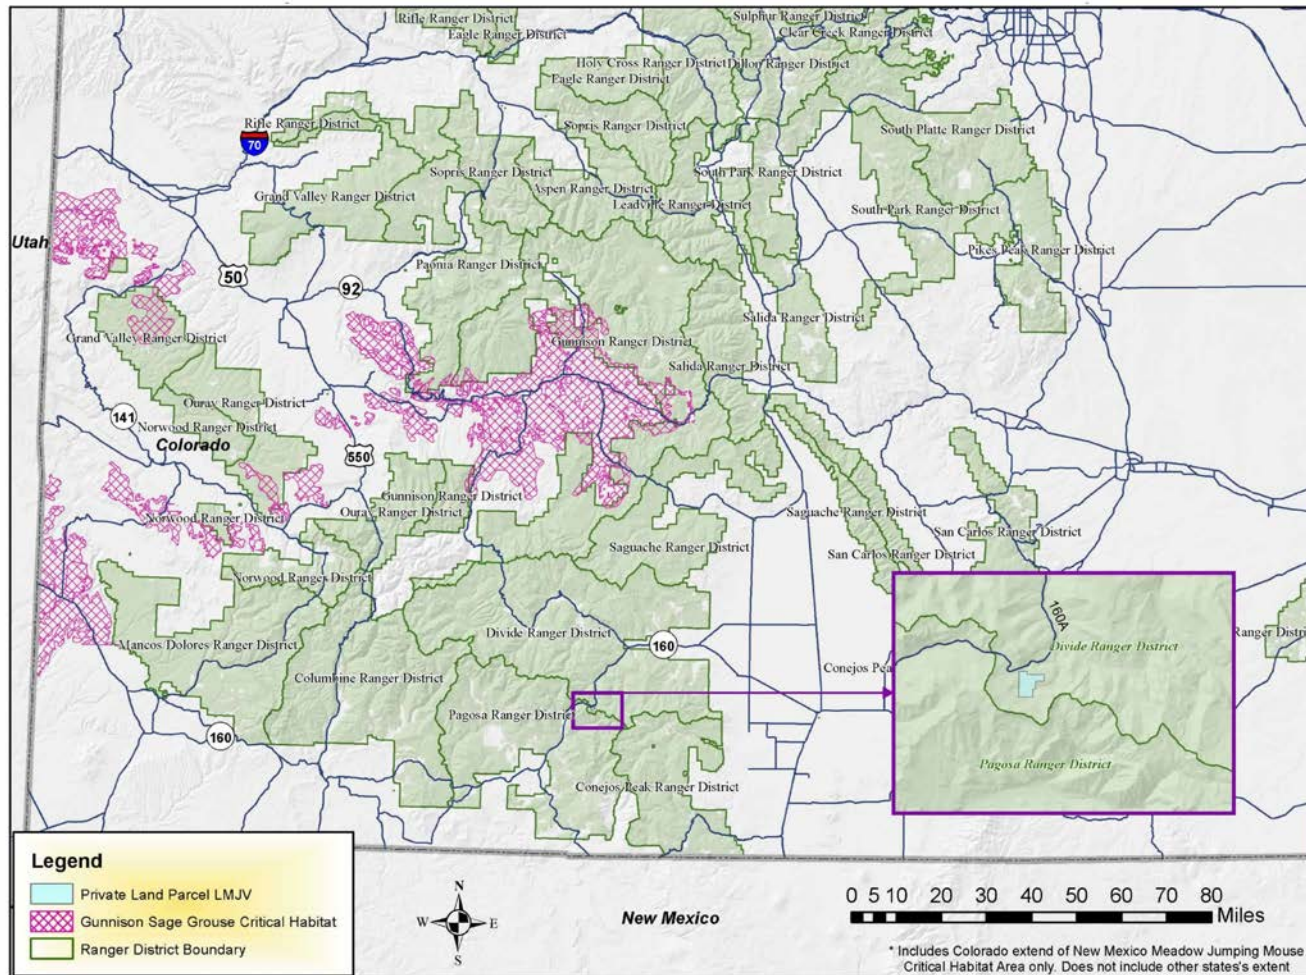 Rifle Ranger District
Sulphur Ranger District
Eagle Ranger District
Clear Creek Ranger District
Holy Cross Ranger District
Dillon Ranger District
Eagle Ranger District
Rifle Ranger District
70
Sopris Ranger District
South Platte Ranger District
Sopris Ranger District
South Park Ranger District
Aspen Ranger District
Grand Valley Ranger District
Leadville Ranger District
South Park Ranger District
Utah
Pikes Peak Ranger District
Paonia Ranger District
50
92
Salida Ranger District
Grand Valley Ranger District
Gunnison Ranger District
Salida Ranger District
Ouray Ranger District
141
Norwood Ranger District
Colorado
550
Gunnison Ranger District
Ouray Ranger District
Saguache Ranger District
Norwood Ranger District
San Carlos Ranger District
Saguache Ranger District
San Carlos Ranger District
Norwood Ranger District
160A
Divide Ranger District
Ranger Distri
Mancos Dolores Ranger District
160
Divide Ranger District
Conejos Pea
Columbine Ranger District
Pagosa Ranger District
160
Pagosa Ranger District
Conejos Peak Ranger District
Legend
Private Land Parcel LMJV
Gunnison Sage Grouse Critical Habitat
Ranger District Boundary
N
W E
S
New Mexico
0 5 10 20 30 40 50 60 70 80
Miles
* Includes Colorado extend of New Mexico Meadow Jumping Mouse
Critical Habitat Area only. Does not include other states's extent